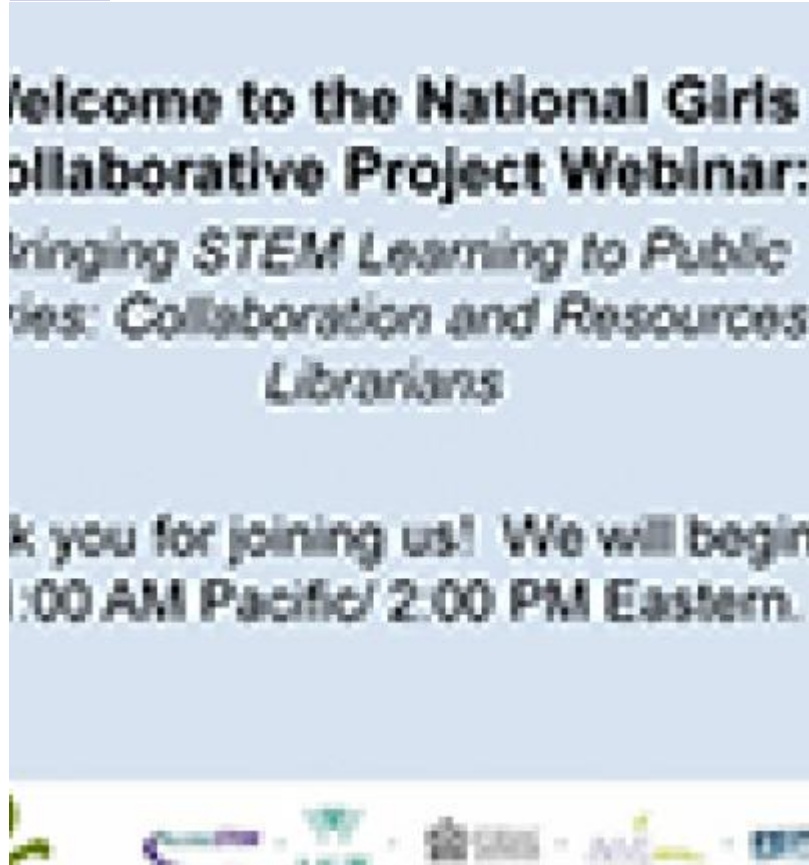 elcome to the National Girls
ollaborative Project Webinar:
ringing STEM Learning to Public
ries: Collaboration and Resources
Librarians
k you for joining us! We will begin
:00 AM Pacific/ 2:00 PM Eastern.